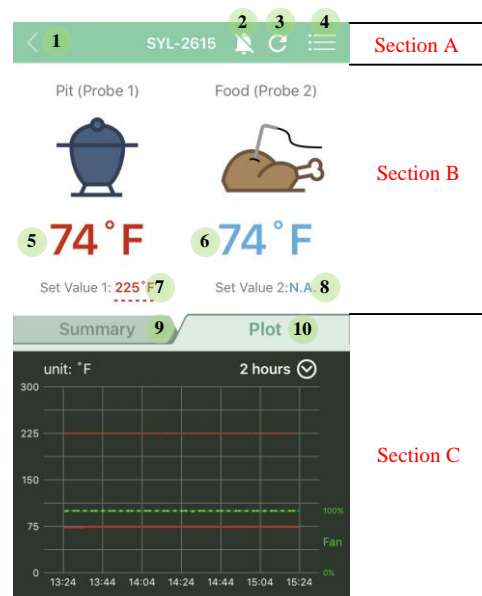 1 SYL-2615 2 3 4 Section A
Pit (Probe 1) Food (Probe 2)
Section B
5 74°F 6 74°F
Set Value 1: 225°F 7 Set Value 2:N.A. 8
Summary 9 Plot 10
unit: °F 2 hours
300
225
150
75
0
Section C
100%
Fan
0%
13:24 13:44 14:04 14:24 14:44 15:04 15:24